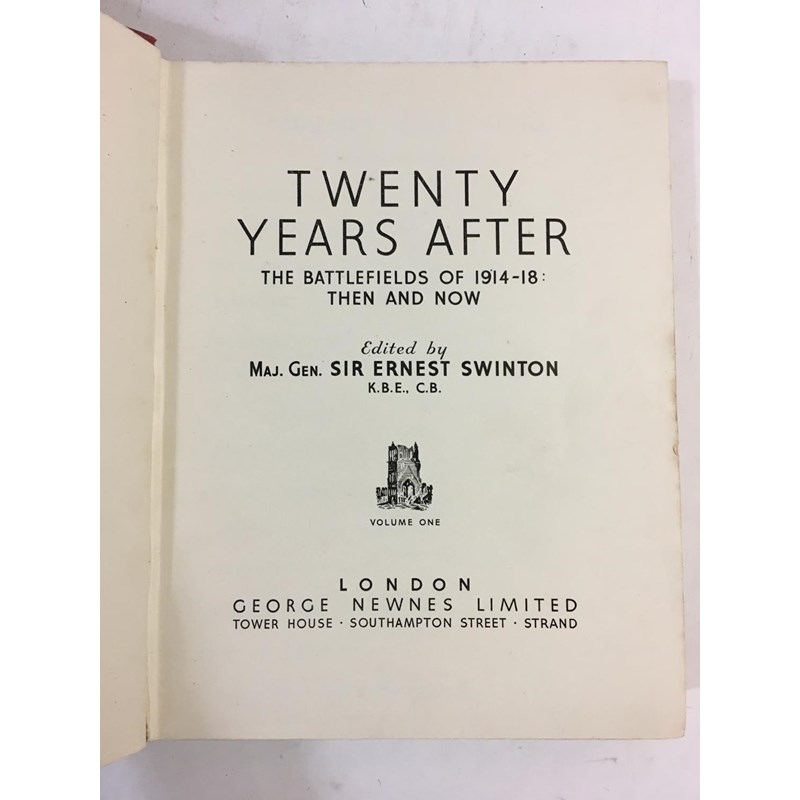 TWENTY
YEARS AFTER
THE BATTLEFIELDS OF 1914-18:
THEN AND NOW
Edited by
MAJ. GEN. SIR ERNEST SWINTON
K.B.E., C.B.
VOLUME ONE
LONDON
GEORGE NEWNES LIMITED
TOWER HOUSE · SOUTHAMPTON STREET · STRAND